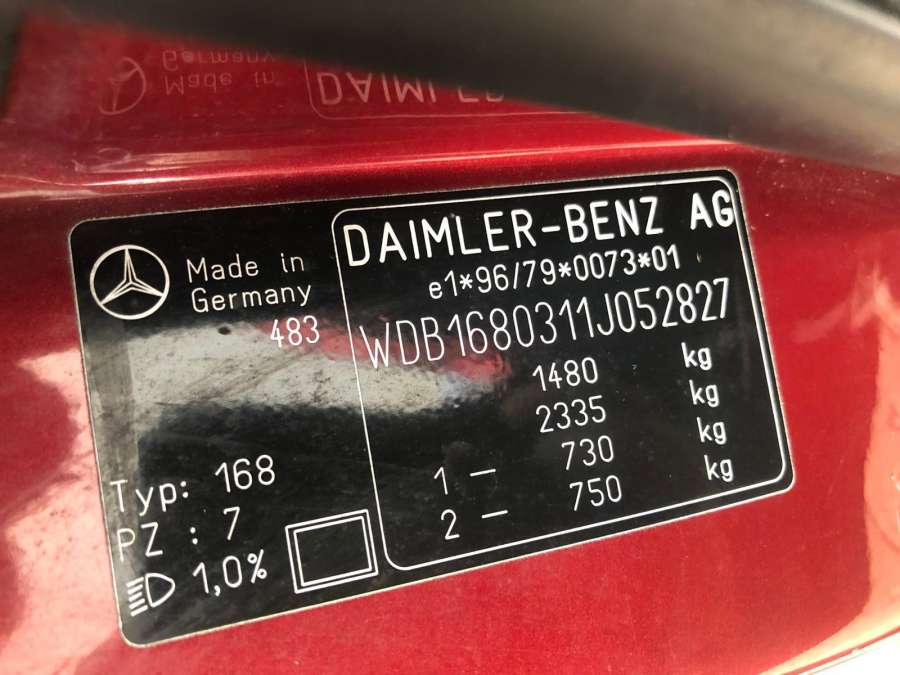 Made in
Germany
483
Typ: 168
PZ : 7
1,0%
DAIMLER-BENZ AG
e1*96/79*0073*01
WDB1680311J052827
1480 kg
2335 kg
1 — 730 kg
2 — 750 kg